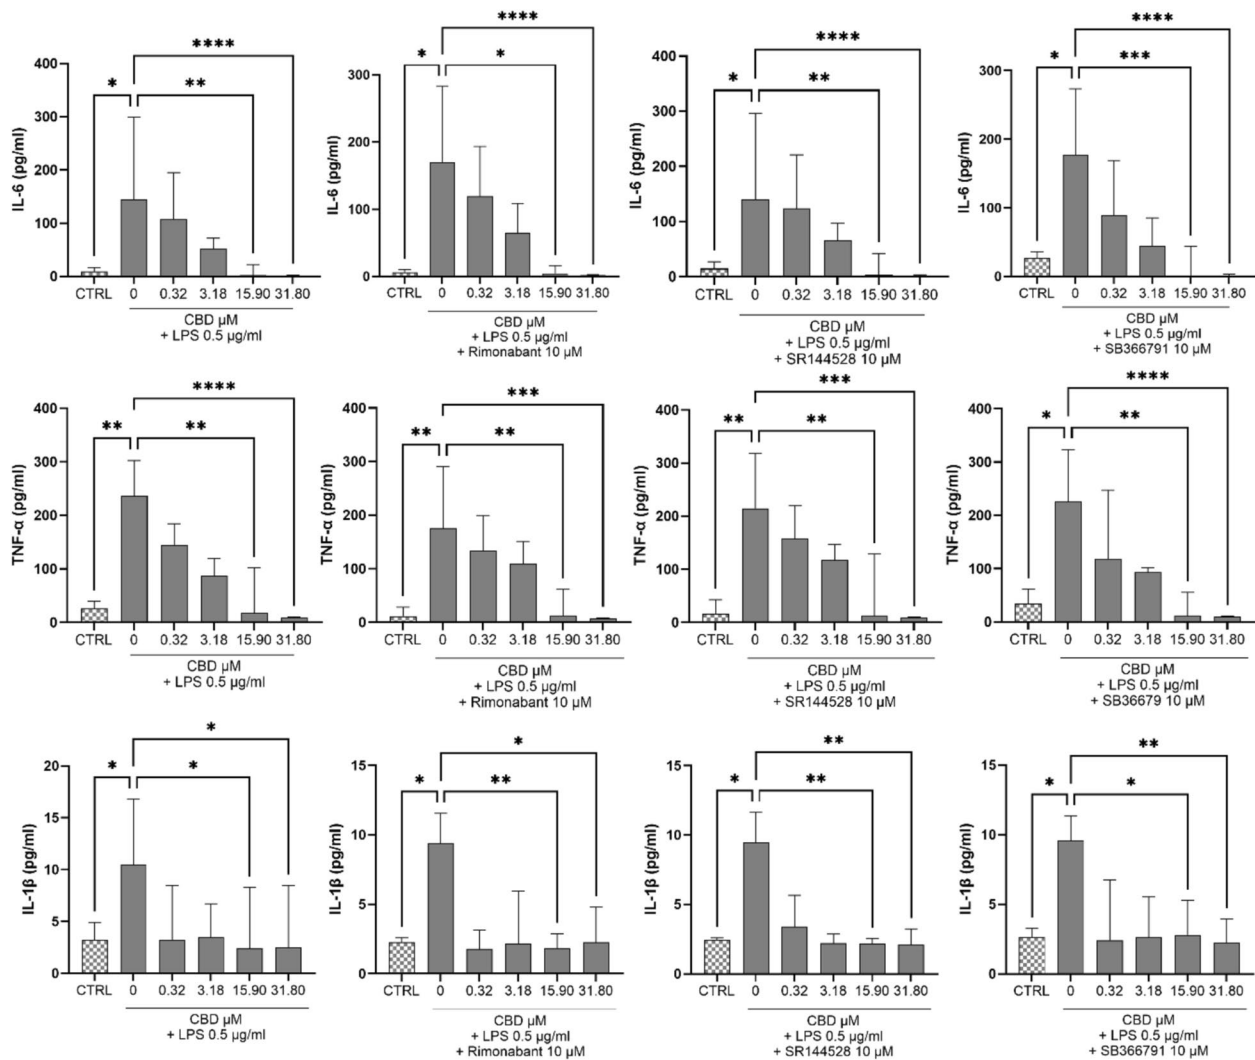 ****
* **
IL-6 (pg/ml)
400
300
200
100
0
CTRL 0 0.32 3.18 15.90 31.80
CBD µM
+ LPS 0.5 µg/ml
****
* *
IL-6 (pg/ml)
300
200
100
0
CTRL 0 0.32 3.18 15.90 31.80
CBD µM
+ LPS 0.5 µg/ml
+ Rimonabant 10 µM
****
* **
IL-6 (pg/ml)
400
300
200
100
0
CTRL 0 0.32 3.18 15.90 31.80
CBD µM
+ LPS 0.5 µg/ml
+ SR144528 10 µM
****
* ***
IL-6 (pg/ml)
300
200
100
0
CTRL 0 0.32 3.18 15.90 31.80
CBD µM
+ LPS 0.5 µg/ml
+ SB366791 10 µM
****
** **
TNF-α (pg/ml)
400
300
200
100
0
CTRL 0 0.32 3.18 15.90 31.80
CBD µM
+ LPS 0.5 µg/ml
***
** **
TNF-α (pg/ml)
400
300
200
100
0
CTRL 0 0.32 3.18 15.90 31.80
CBD µM
+ LPS 0.5 µg/ml
+ Rimonabant 10 µM
***
** **
TNF-α (pg/ml)
400
300
200
100
0
CTRL 0 0.32 3.18 15.90 31.80
CBD µM
+ LPS 0.5 µg/ml
+ SR144528 10 µM
****
* **
TNF-α (pg/ml)
400
300
200
100
0
CTRL 0 0.32 3.18 15.90 31.80
CBD µM
+ LPS 0.5 µg/ml
+ SB36679 10 µM
*
* *
IL-1β (pg/ml)
20
15
10
5
0
CTRL 0 0.32 3.18 15.90 31.80
CBD µM
+ LPS 0.5 µg/ml
*
* **
IL-1β (pg/ml)
15
10
5
0
CTRL 0 0.32 3.18 15.90 31.80
CBD µM
+ LPS 0.5 µg/ml
+ Rimonabant 10 µM
**
* **
IL-1β (pg/ml)
15
10
5
0
CTRL 0 0.32 3.18 15.90 31.80
CBD µM
+ LPS 0.5 µg/ml
+ SR144528 10 µM
**
* *
IL-1β (pg/ml)
15
10
5
0
CTRL 0 0.32 3.18 15.90 31.80
CBD µM
+ LPS 0.5 µg/ml
+ SB366791 10 µM